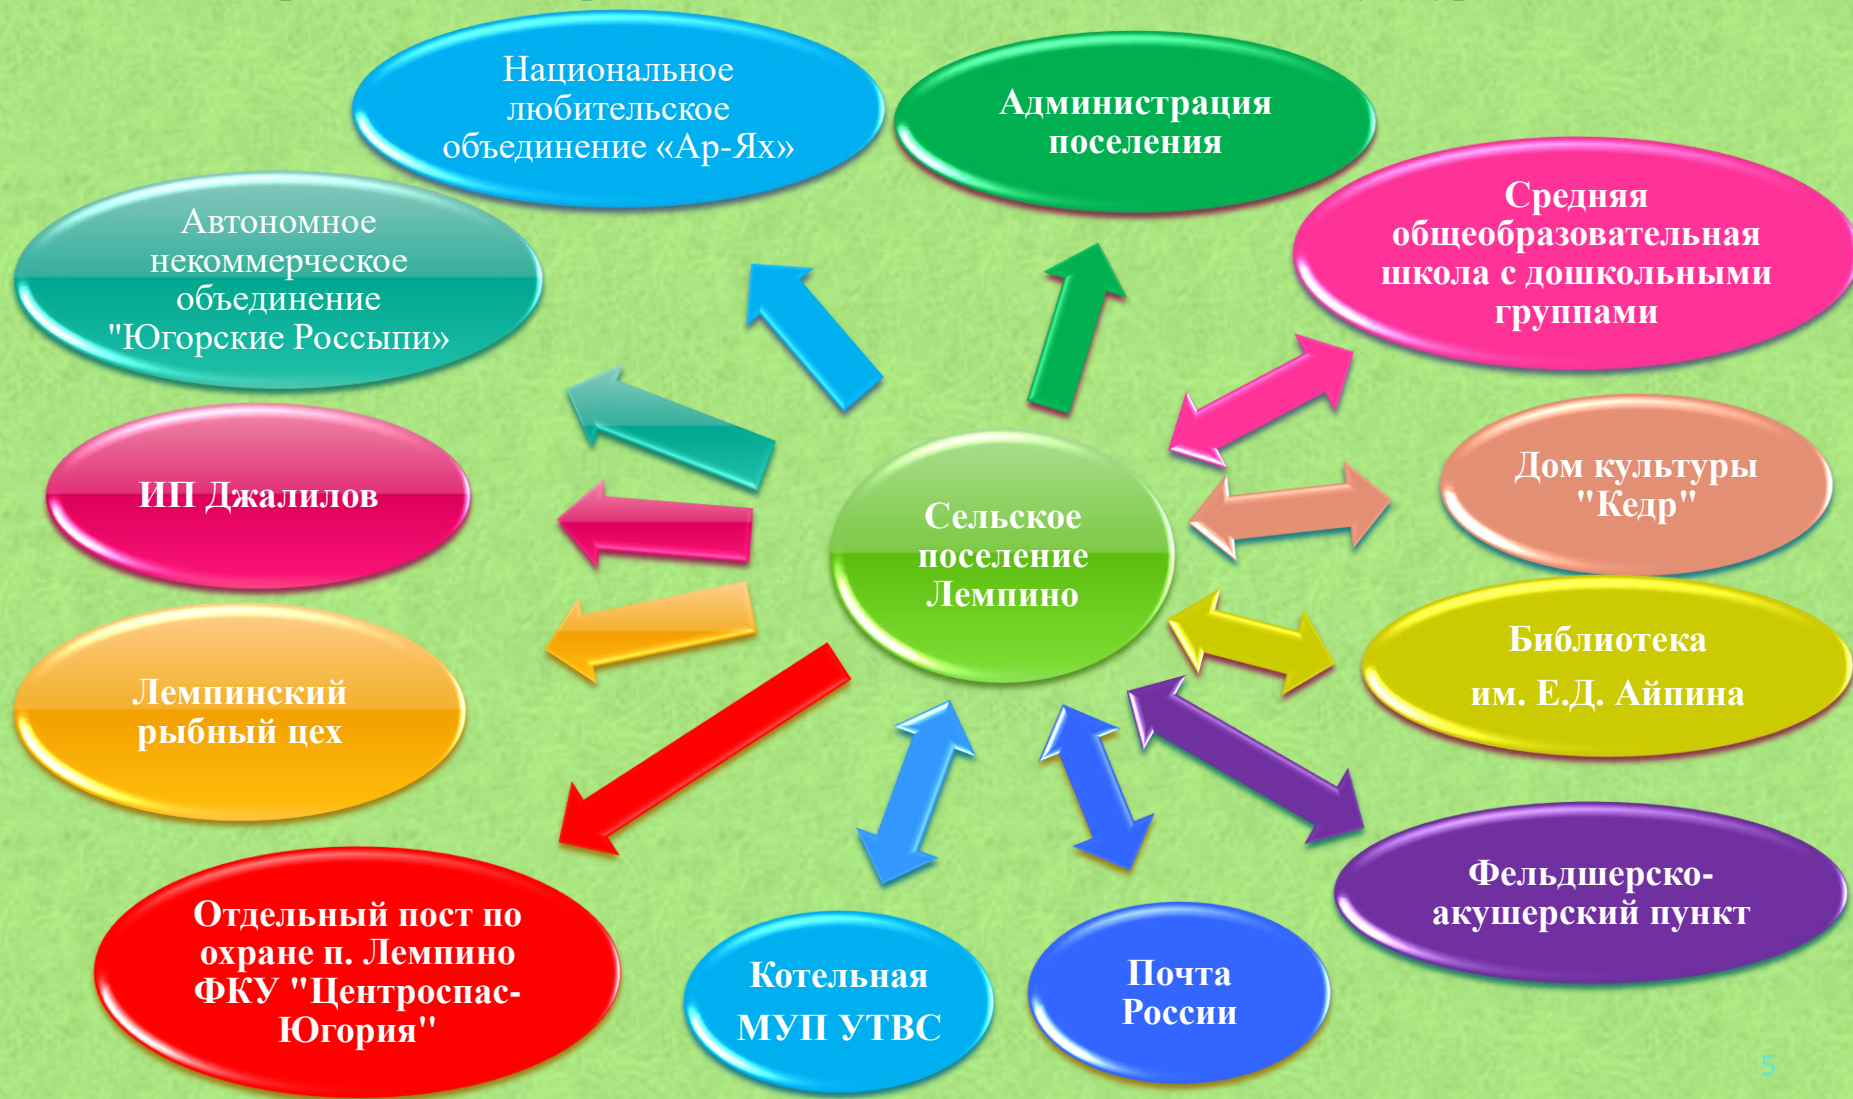 Национальное
любительское
объединение «Ар-Ях»
Администрация
поселения
Средняя
общеобразовательная
школа с дошкольными
группами
Автономное
некоммерческое
объединение
"Югорские Россыпи»
ИП Джалилов
Сельское
поселение
Лемпино
Дом культуры
"Кедр"
Библиотека
им. Е.Д. Айпина
Лемпинский
рыбный цех
Фельдшерско-
акушерский пункт
Отдельный пост по
охране п. Лемпино
ФКУ "Центроспас-
Югория"
Котельная
МУП УТВС
Почта
России
5